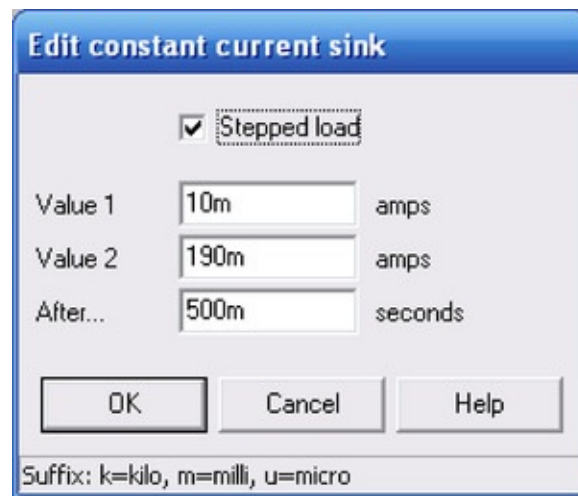 Edit constant current sink
Stepped load
Value 1 10m amps
Value 2 190m amps
After... 500m seconds
OK Cancel Help
Suffix: k=kilo, m=milli, u=micro